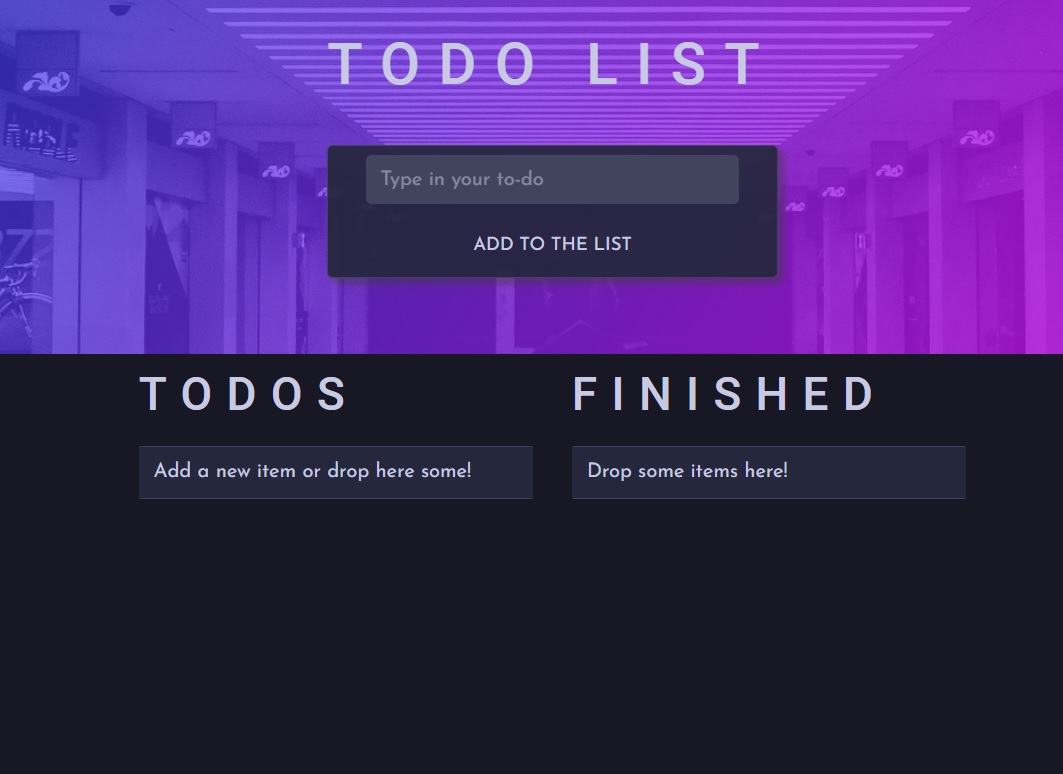 TODO LIST
Type in your to-do
ADD TO THE LIST
TODOS
FINISHED
Add a new item or drop here some!
Drop some items here!